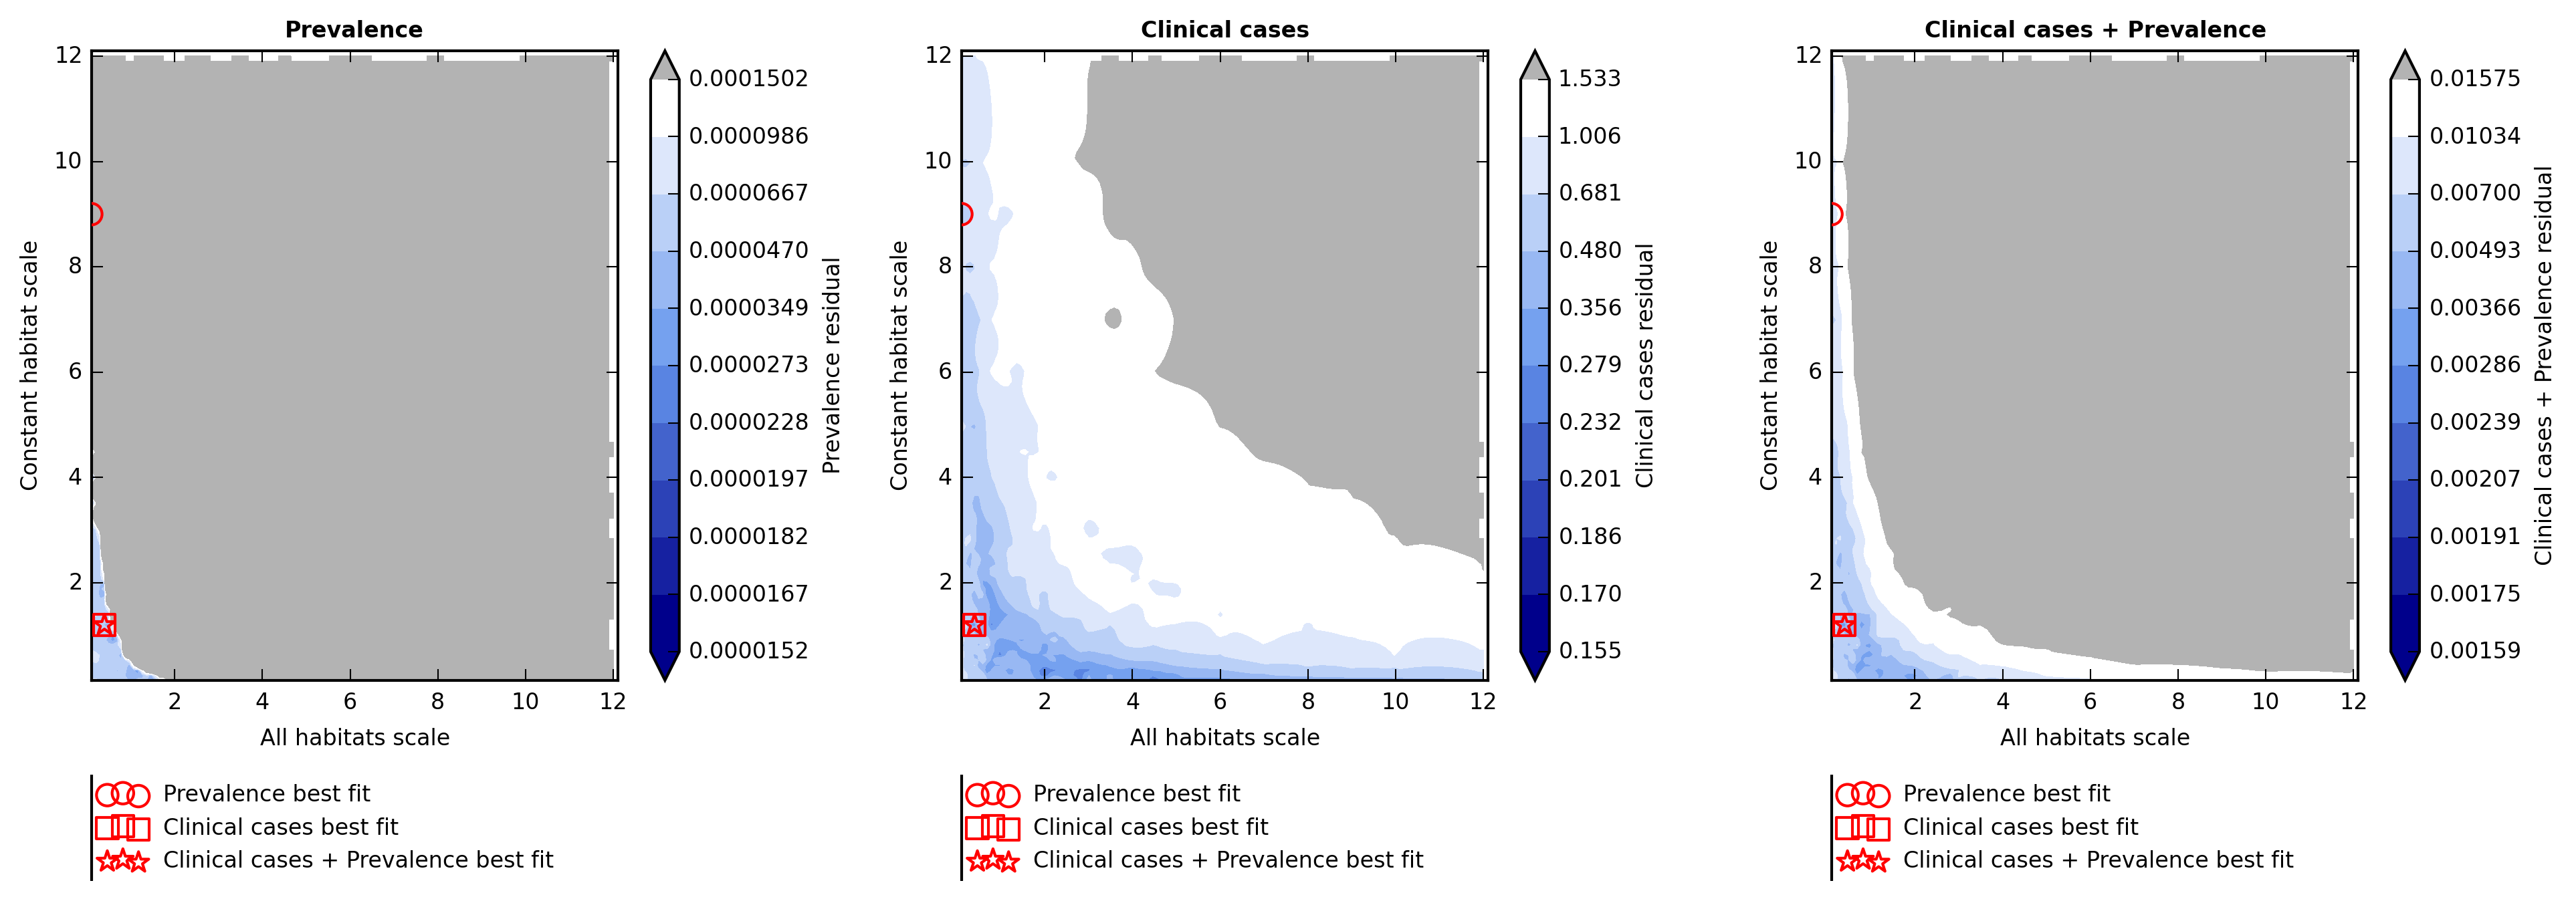 Prevalence
12
10
8
6
4
2
2 4 6 8 10 12
Constant habitat scale
All habitats scale
0.0001502
0.0000986
0.0000667
0.0000470
0.0000349
0.0000273
0.0000228
0.0000197
0.0000182
0.0000167
0.0000152
Prevalence residual
Prevalence best fit
Clinical cases best fit
Clinical cases + Prevalence best fit
Clinical cases
12
10
8
6
4
2
2 4 6 8 10 12
Constant habitat scale
All habitats scale
1.533
1.006
0.681
0.480
0.356
0.279
0.232
0.201
0.186
0.170
0.155
Clinical cases residual
Prevalence best fit
Clinical cases best fit
Clinical cases + Prevalence best fit
Clinical cases + Prevalence
12
10
8
6
4
2
2 4 6 8 10 12
Constant habitat scale
All habitats scale
0.01575
0.01034
0.00700
0.00493
0.00366
0.00286
0.00239
0.00207
0.00191
0.00175
0.00159
Clinical cases + Prevalence residual
Prevalence best fit
Clinical cases best fit
Clinical cases + Prevalence best fit